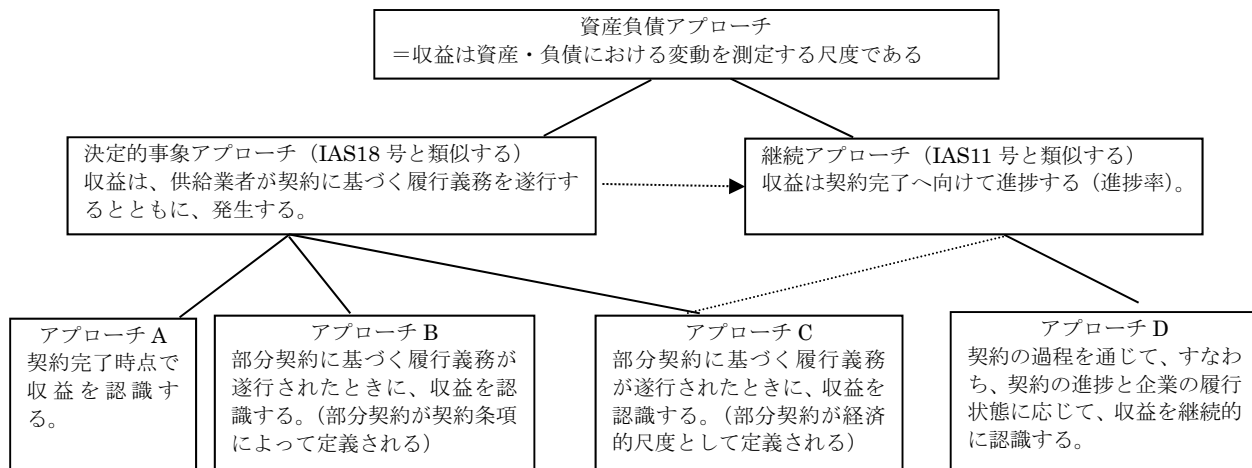 資産負債アプローチ
＝収益は資産・負債における変動を測定する尺度である
決定的事象アプローチ（IAS18 号と類似する）
収益は、供給業者が契約に基づく履行義務を遂行す
るとともに、発生する。
継続アプローチ（IAS11 号と類似する）
収益は契約完了へ向けて進捗する（進捗率）。
アプローチ A
契約完了時点で
収益を認識す
る。
アプローチ B
部分契約に基づく履行義務が
遂行されたときに、収益を認
識する。（部分契約が契約条項
によって定義される）
アプローチ C
部分契約に基づく履行義務
が遂行されたときに、収益を
認識する。（部分契約が経済
的尺度として定義される）
アプローチ D
契約の過程を通じて、すなわ
ち、契約の進捗と企業の履行
状態に応じて、収益を継続的
に認識する。